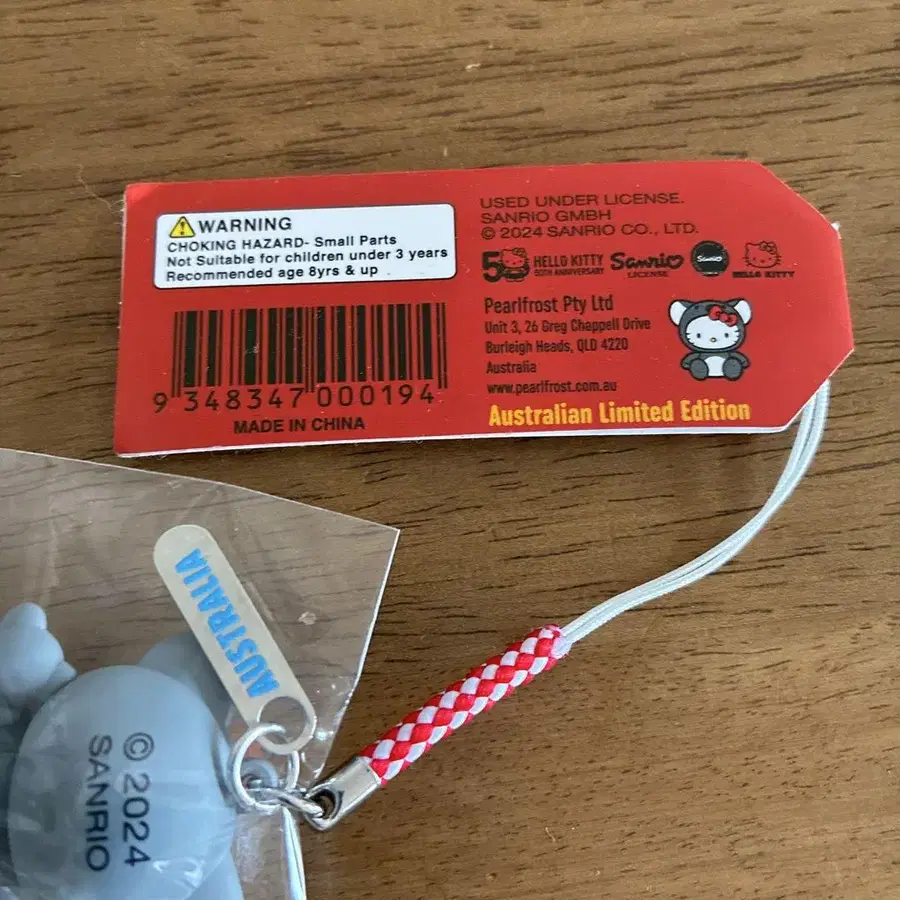 WARNING
CHOKING HAZARD- Small Parts
Not Suitable for children under 3 years
Recommended age 8yrs & up
9 348347 000194
MADE IN CHINA
USED UNDER LICENSE.
SANRIO GMBH
© 2024 SANRIO CO., LTD.
50 HELLO KITTY
50TH ANNIVERSARY
Sanrio
LICENSE
Sanrio
HELLO KITTY
Pearlfrost Pty Ltd
Unit 3, 26 Greg Chappell Drive
Burleigh Heads, QLD 4220
Australia
www.pearlfrost.com.au
Australian Limited Edition
AUSTRALIA
© 2024
SANRIO